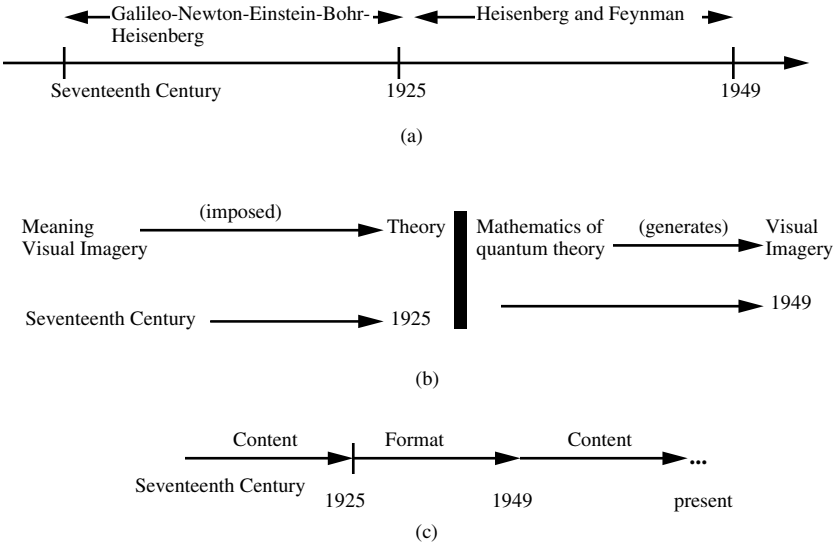 Galileo-Newton-Einstein-Bohr-
Heisenberg
Heisenberg and Feynman
Seventeenth Century
1925
1949
(a)
Meaning
Visual Imagery
(imposed)
Theory
Mathematics of
quantum theory
(generates)
Visual
Imagery
Seventeenth Century
1925
1949
(b)
Content
Format
Content
...
Seventeenth Century
1925
1949
present
(c)